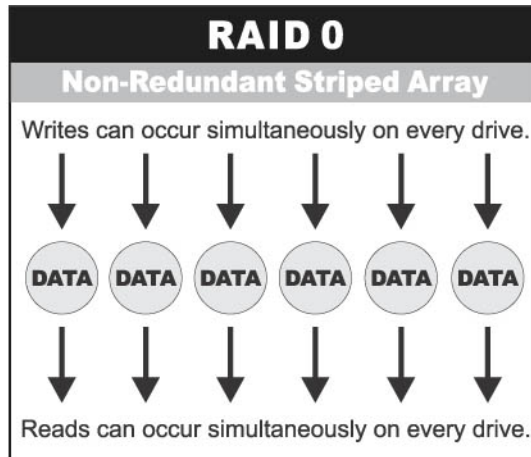 RAID 0
Non-Redundant Striped Array
Writes can occur simultaneously on every drive.
DATA DATA DATA DATA DATA DATA
Reads can occur simultaneously on every drive.